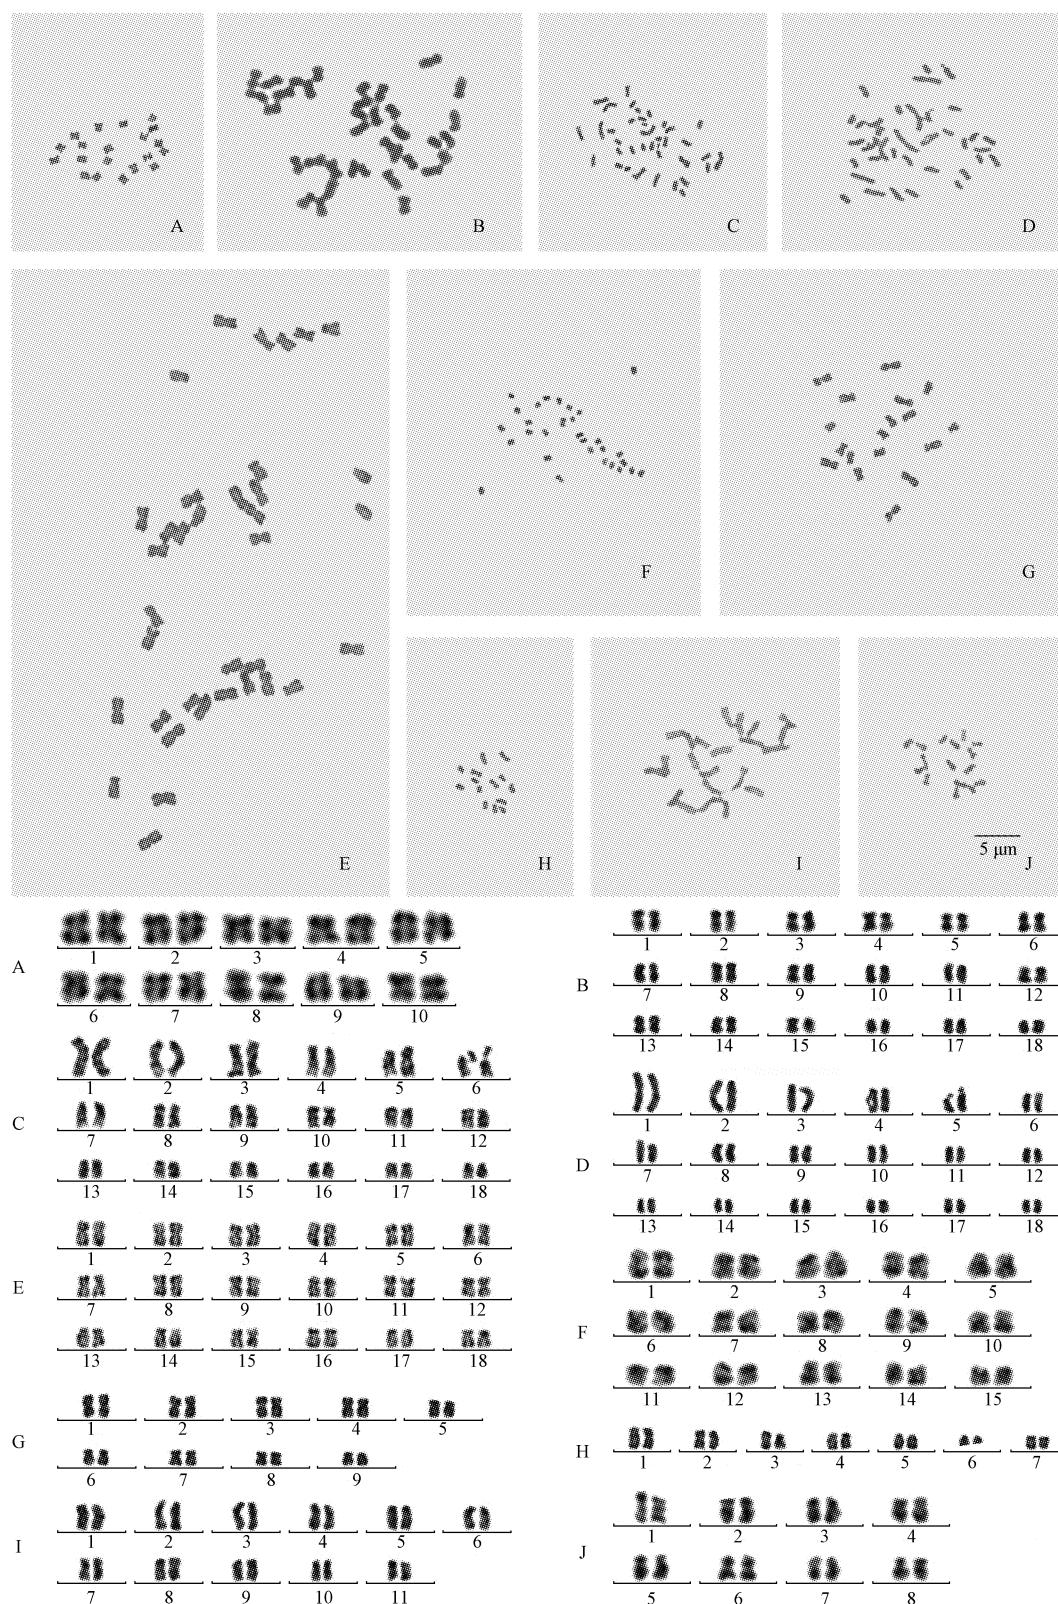 A
B
C
D
E
F
G
H
I
5 μm
J
A
1 2 3 4 5
6 7 8 9 10
B
1 2 3 4 5 6
7 8 9 10 11 12
13 14 15 16 17 18
C
1 2 3 4 5 6
7 8 9 10 11 12
13 14 15 16 17 18
D
1 2 3 4 5 6
7 8 9 10 11 12
13 14 15 16 17 18
E
1 2 3 4 5 6
7 8 9 10 11 12
13 14 15 16 17 18
F
1 2 3 4 5
6 7 8 9 10
11 12 13 14 15
G
1 2 3 4 5
6 7 8 9
H
1 2 3 4 5 6 7
I
1 2 3 4 5 6
7 8 9 10 11
J
1 2 3 4
5 6 7 8